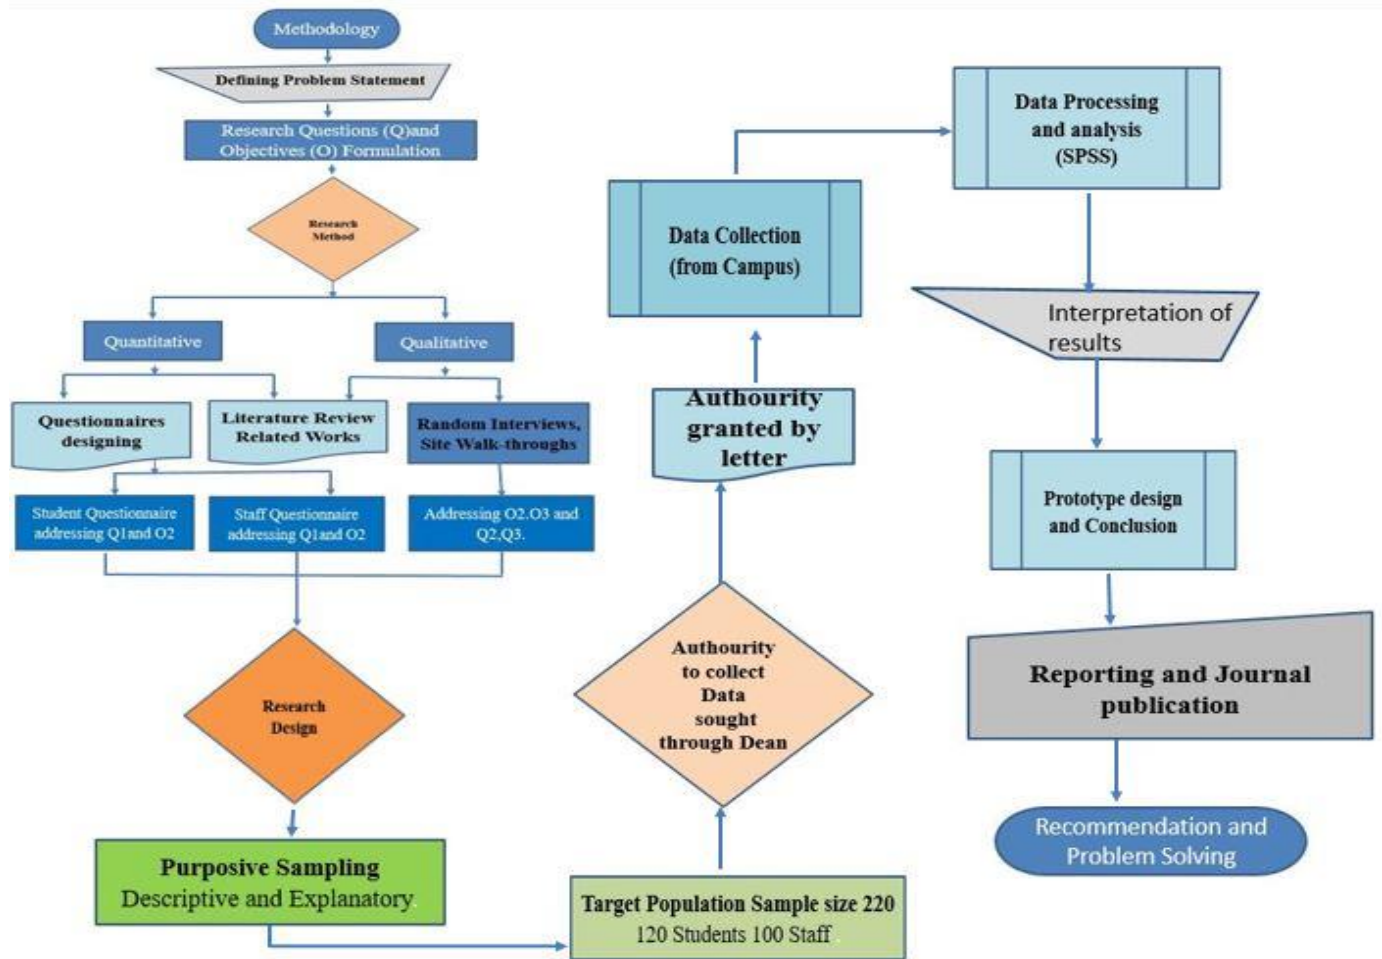 Methodology
Defining Problem Statement
Research Questions (Q)and
Objectives (O) Formulation
Research
Method
Quantitative
Qualitative
Questionnaires
designing
Literature Review
Related Works
Random Interviews,
Site Walk-throughs
Student Questionnaire
addressing Q1and O2
Staff Questionnaire
addressing Q1and O2
Addressing O2.O3 and
Q2,Q3.
Research
Design
Purposive Sampling
Descriptive and Explanatory.
Target Population Sample size 220
120 Students 100 Staff .
Authourity
to collect
Data
sought
through Dean
Authourity
granted by
letter
Data Collection
(from Campus)
Data Processing
and analysis
(SPSS)
Interpretation of
results
Prototype design
and Conclusion
Reporting and Journal
publication
Recommendation and
Problem Solving